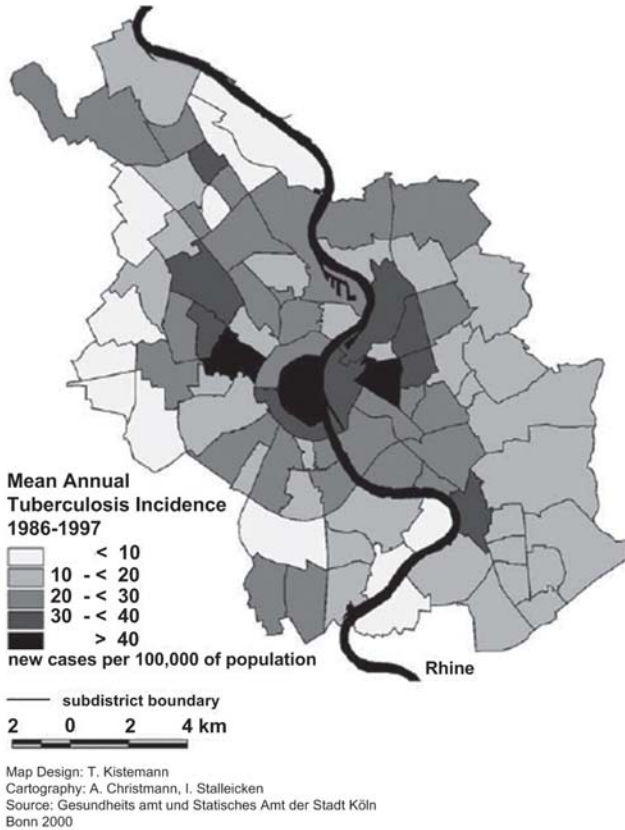 Rhine
Mean Annual
Tuberculosis Incidence
1986-1997
< 10
10 - < 20
20 - < 30
30 - < 40
> 40
new cases per 100,000 of population
subdistrict boundary
2 0 2 4 km
Map Design: T. Kistemann
Cartography: A. Christmann, I. Stalleicken
Source: Gesundheits amt und Statisches Amt der Stadt Köln
Bonn 2000